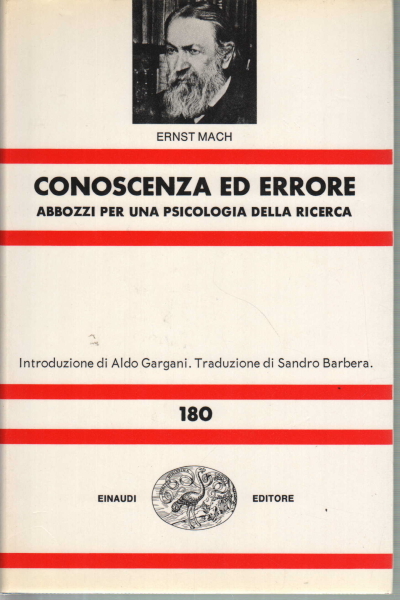 ERNST MACH
CONOSCENZA ED ERRORE
ABBOZZI PER UNA PSICOLOGIA DELLA RICERCA
Introduzione di Aldo Gargani. Traduzione di Sandro Barbera.
180
EINAUDI EDITORE